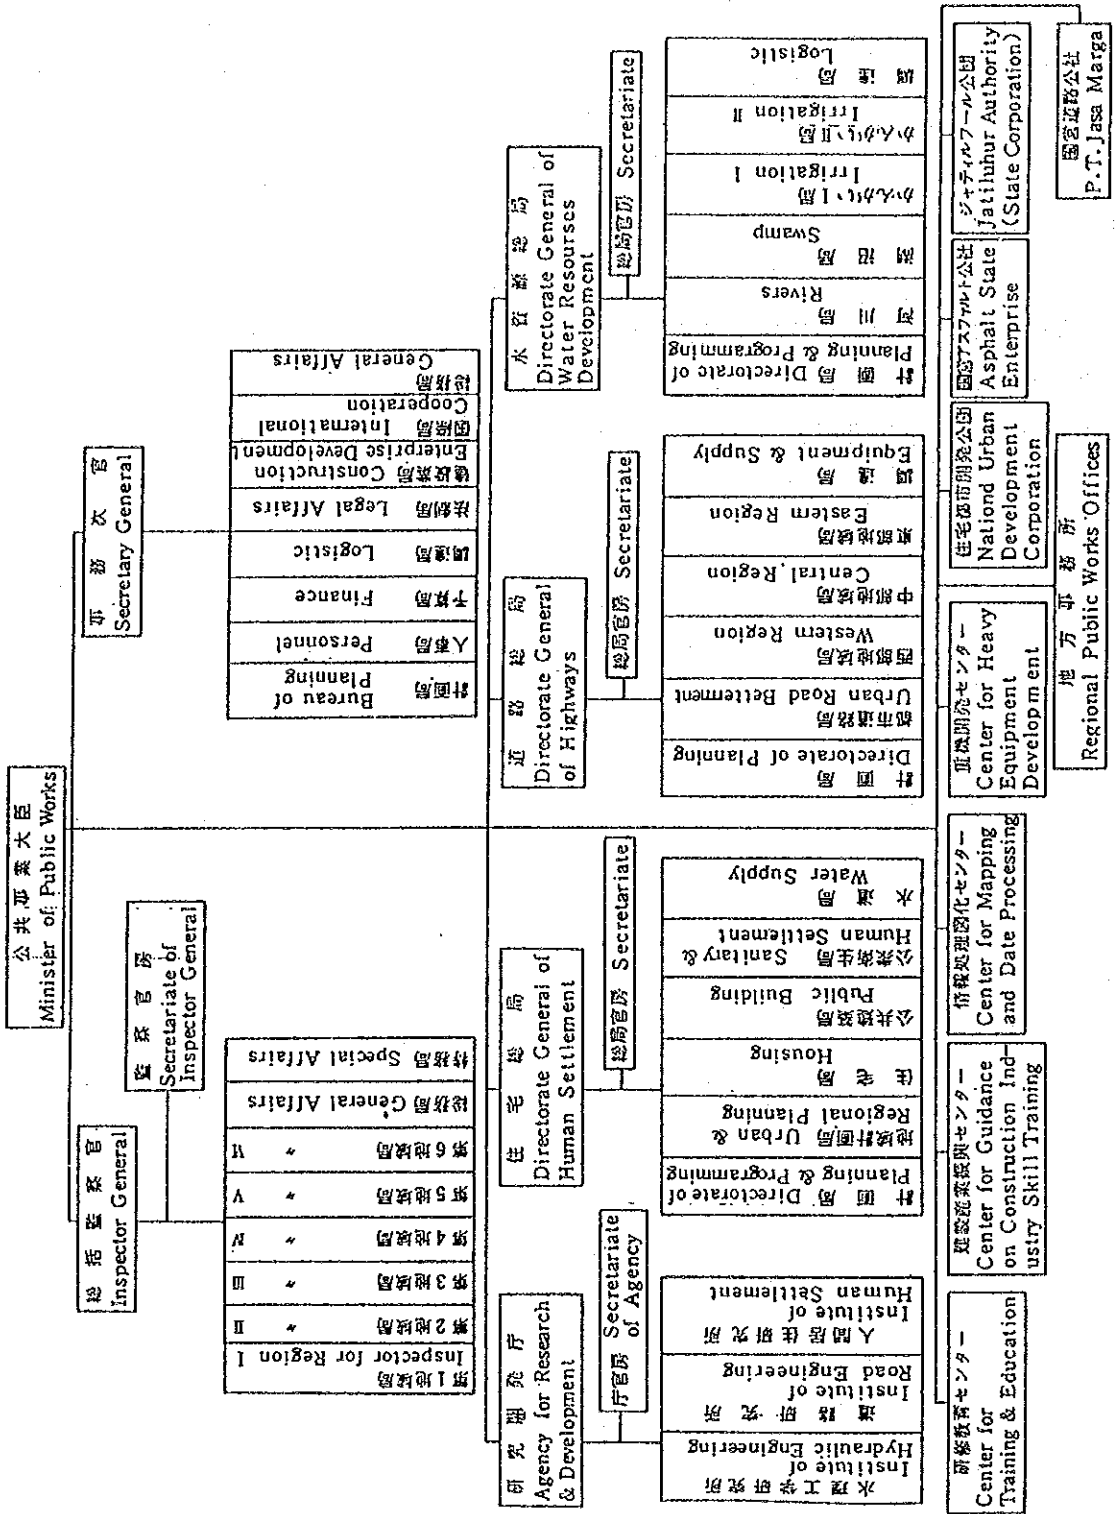 公共事業大臣
Minister of Public Works
総括監察官
Inspector General
監察官房
Secretariate of
Inspector General
第1地域局
Inspector for Region I
第2地域局 〃 II
第3地域局 〃 III
第4地域局 〃 IV
第5地域局 〃 V
第6地域局 〃 VI
総務局 General Affairs
特務局 Special Affairs
事務次官
Secretary General
計画局 Bureau of
Planning
人事局 Personnel
予算局 Finance
調達局 Logistic
法制局 Legal Affairs
建設業局 Construction
Enterprise Development
国際局 International
Cooperation
総務局
General Affairs
研究開発庁
Agency for Research
& Development
庁官房 Secretariate
of Agency
水理工学研究所
Institute of
Hydraulic Engineering
道路研究所
Institute of
Road Engineering
人間居住研究所
Institute of
Human Settlement
住宅総局
Directorate General of
Human Settlement
総局官房 Secretariate
計画局 Directorate of
Planning & Programming
地域計画局 Urban &
Regional Planning
住宅局
Housing
公共建築局
Public Building
公衆衛生局 Sanitary &
Human Settlement
水道局
Water Supply
道路総局
Directorate General
of Highways
総局官房 Secretariate
計画局
Directorate of Planning
都市道路局
Urban Road Betterment
西部地域局
Western Region
中部地域局
Central Region
東部地域局
Eastern Region
調達局
Equipment & Supply
水資源総局
Directorate General of
Water Resourses
Development
総局官房 Secretariate
計画局 Directorate of
Planning & Programming
河川局
Rivers
湖沼局
Swamp
かんがいI局
Irrigation I
かんがいII局
Irrigation II
調達局
Logistic
研修教育センター
Center for
Training & Education
建設産業振興センター
Center for Guidance
on Construction Ind-
ustry Skill Training
情報処理図化センター
Center for Mapping
and Date Processing
重機開発センター
Center for Heavy
Equipment
Development
住宅都市開発公団
Nationd Urban
Development
Corporation
国営アスファルト公社
Asphalt State
Enterprise
ジャティルフール公団
Jatiluhur Authority
(State Corporation)
地方事務所
Regional Public Works Offices
国営道路公社
P.T.Jasa Marga